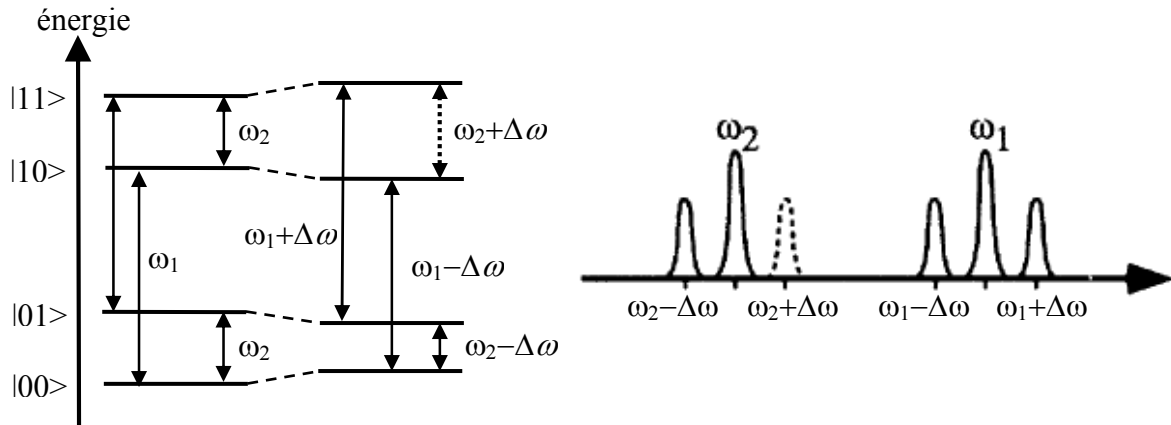 énergie
|11>
|10>
|01>
|00>
ω₂
ω₁
ω₂
ω₂+Δω
ω₁+Δω
ω₁−Δω
ω₂−Δω
ω₂
ω₁
ω₂−Δω
ω₂+Δω
ω₁−Δω
ω₁+Δω